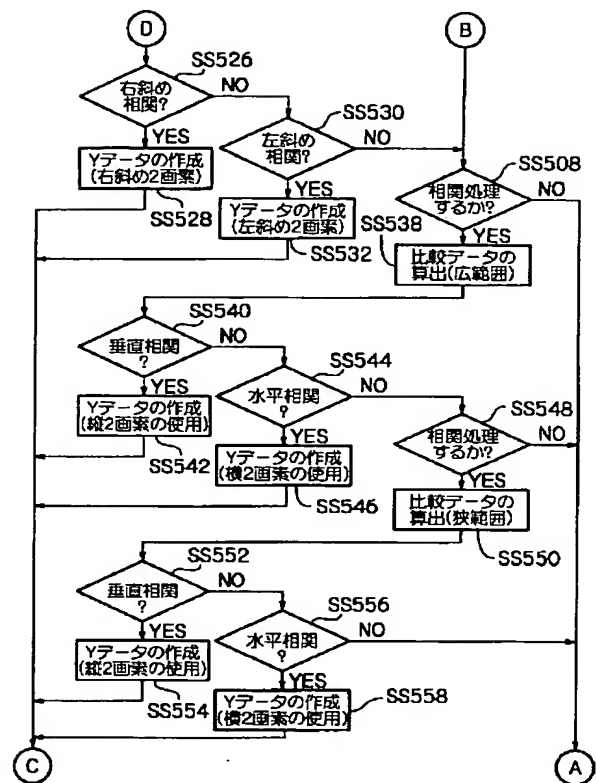 D
B
SS526
右斜め
相関?
NO
YES
SS530
左斜め
相関?
NO
YES
Yデータの作成
(右斜め2画素)
SS528
Yデータの作成
(左斜め2画素)
SS532
SS508
相関処理
するか?
NO
YES
SS538
比較データの
算出(広範囲)
SS540
垂直相関
?
NO
YES
SS544
水平相関
?
NO
YES
Yデータの作成
(縦2画素の使用)
SS542
Yデータの作成
(横2画素の使用)
SS546
SS548
相関処理
するか?
NO
YES
比較データの
算出(狭範囲)
SS550
SS552
垂直相関
?
NO
YES
SS556
水平相関
?
NO
YES
Yデータの作成
(縦2画素の使用)
SS554
Yデータの作成
(横2画素の使用)
SS558
C
A